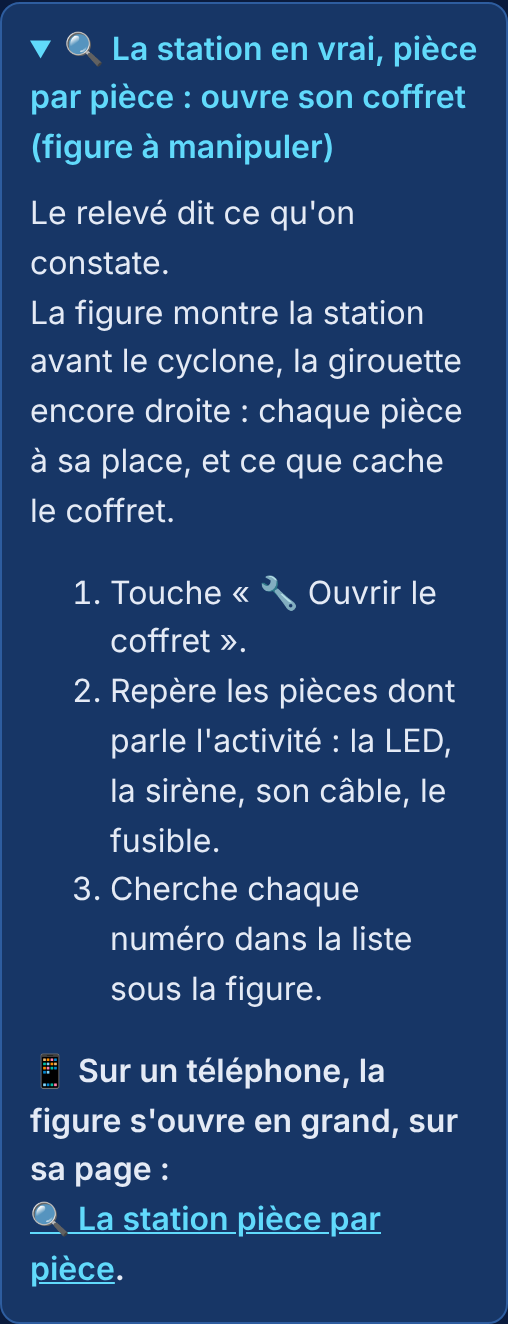 ▼ 🔍 La station en vrai, pièce
par pièce : ouvre son coffret
(figure à manipuler)
Le relevé dit ce qu'on
constate.
La figure montre la station
avant le cyclone, la girouette
encore droite : chaque pièce
à sa place, et ce que cache
le coffret.
1. Touche « 🔧 Ouvrir le
coffret ».
2. Repère les pièces dont
parle l'activité : la LED,
la sirène, son câble, le
fusible.
3. Cherche chaque
numéro dans la liste
sous la figure.
📱 Sur un téléphone, la
figure s'ouvre en grand, sur
sa page :
🔍 La station pièce par
pièce.